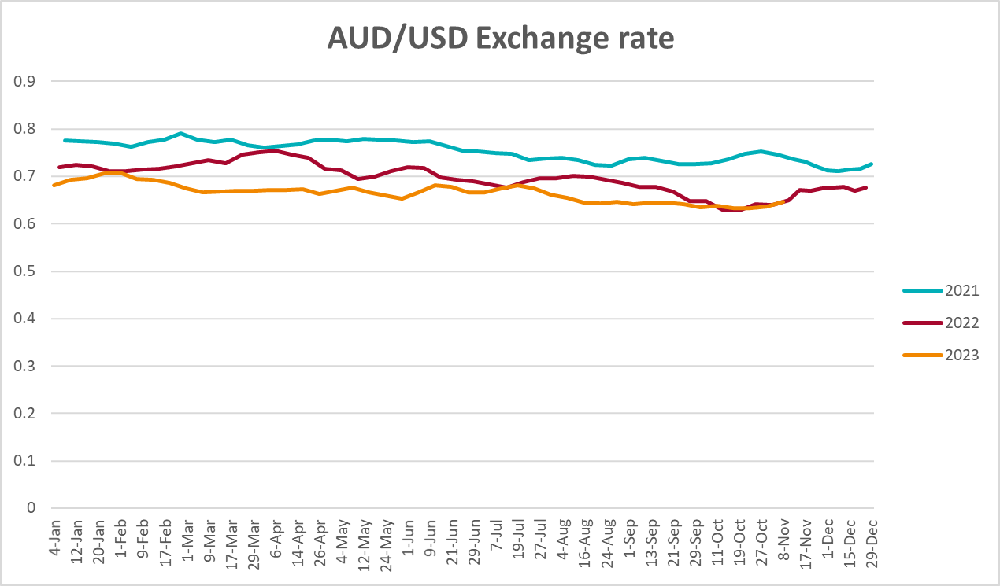 AUD/USD Exchange rate
0.9
0.8
0.7
0.6
0.5
0.4
0.3
0.2
0.1
0
2021
2022
2023
4-Jan
12-Jan
20-Jan
1-Feb
9-Feb
17-Feb
1-Mar
9-Mar
17-Mar
29-Mar
6-Apr
14-Apr
26-Apr
4-May
12-May
24-May
1-Jun
9-Jun
21-Jun
29-Jun
7-Jul
19-Jul
27-Jul
4-Aug
16-Aug
24-Aug
1-Sep
13-Sep
21-Sep
29-Sep
11-Oct
19-Oct
27-Oct
8-Nov
17-Nov
1-Dec
15-Dec
29-Dec